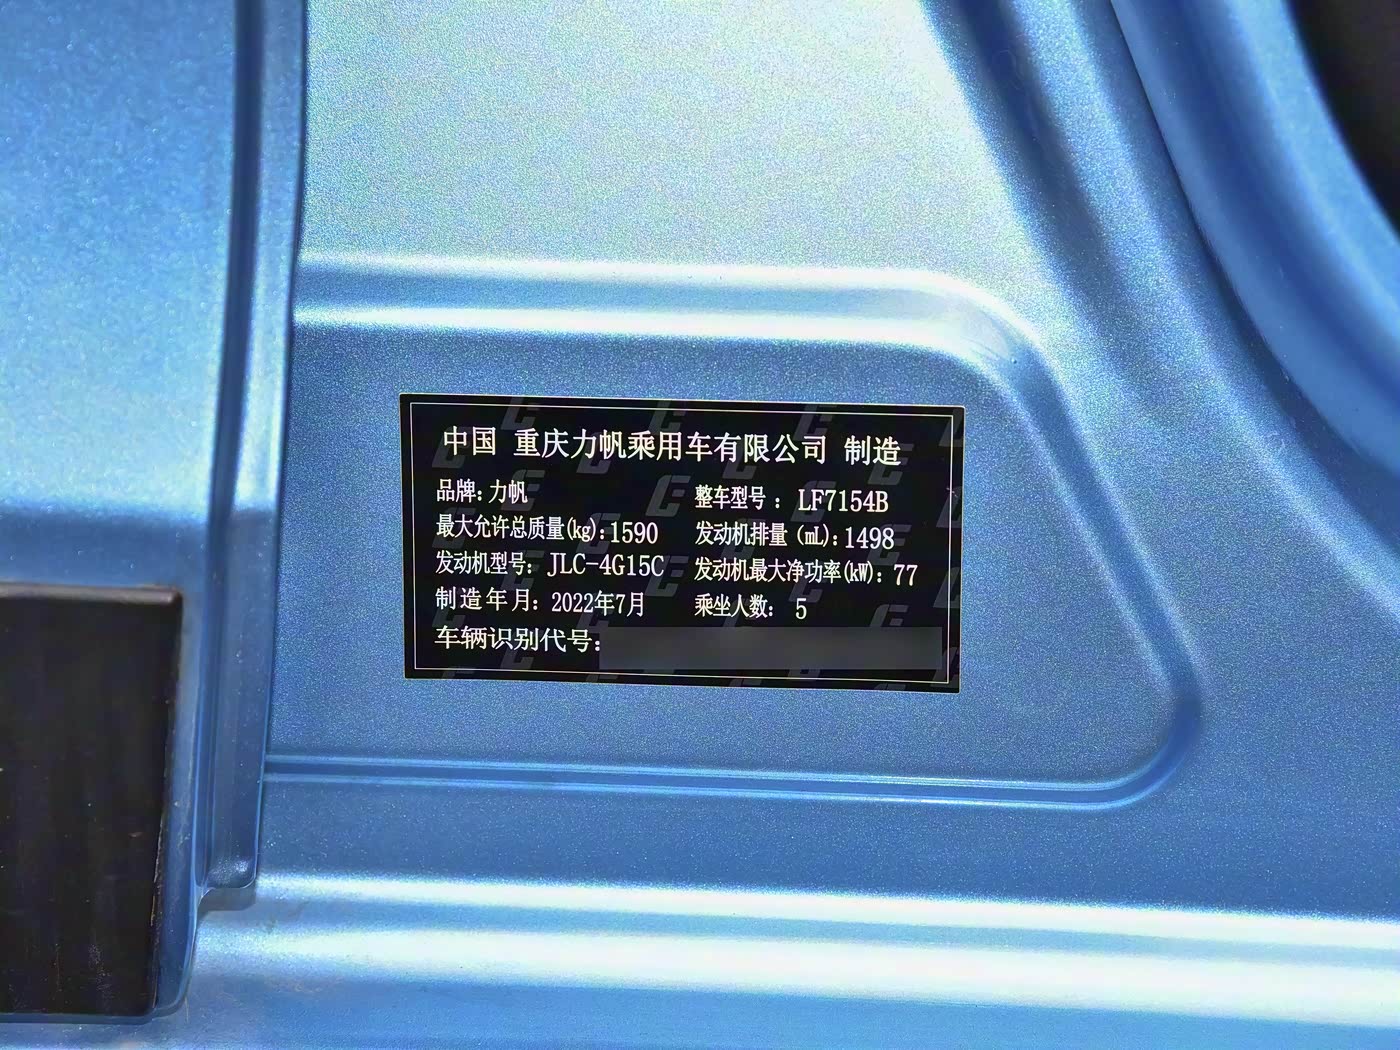 中国 重庆力帆乘用车有限公司 制造
品牌：力帆 整车型号：LF7154B
最大允许总质量(kg)：1590 发动机排量（mL）：1498
发动机型号：JLC-4G15C 发动机最大净功率(kW)：77
制造年月：2022年7月 乘坐人数：5
车辆识别代号：